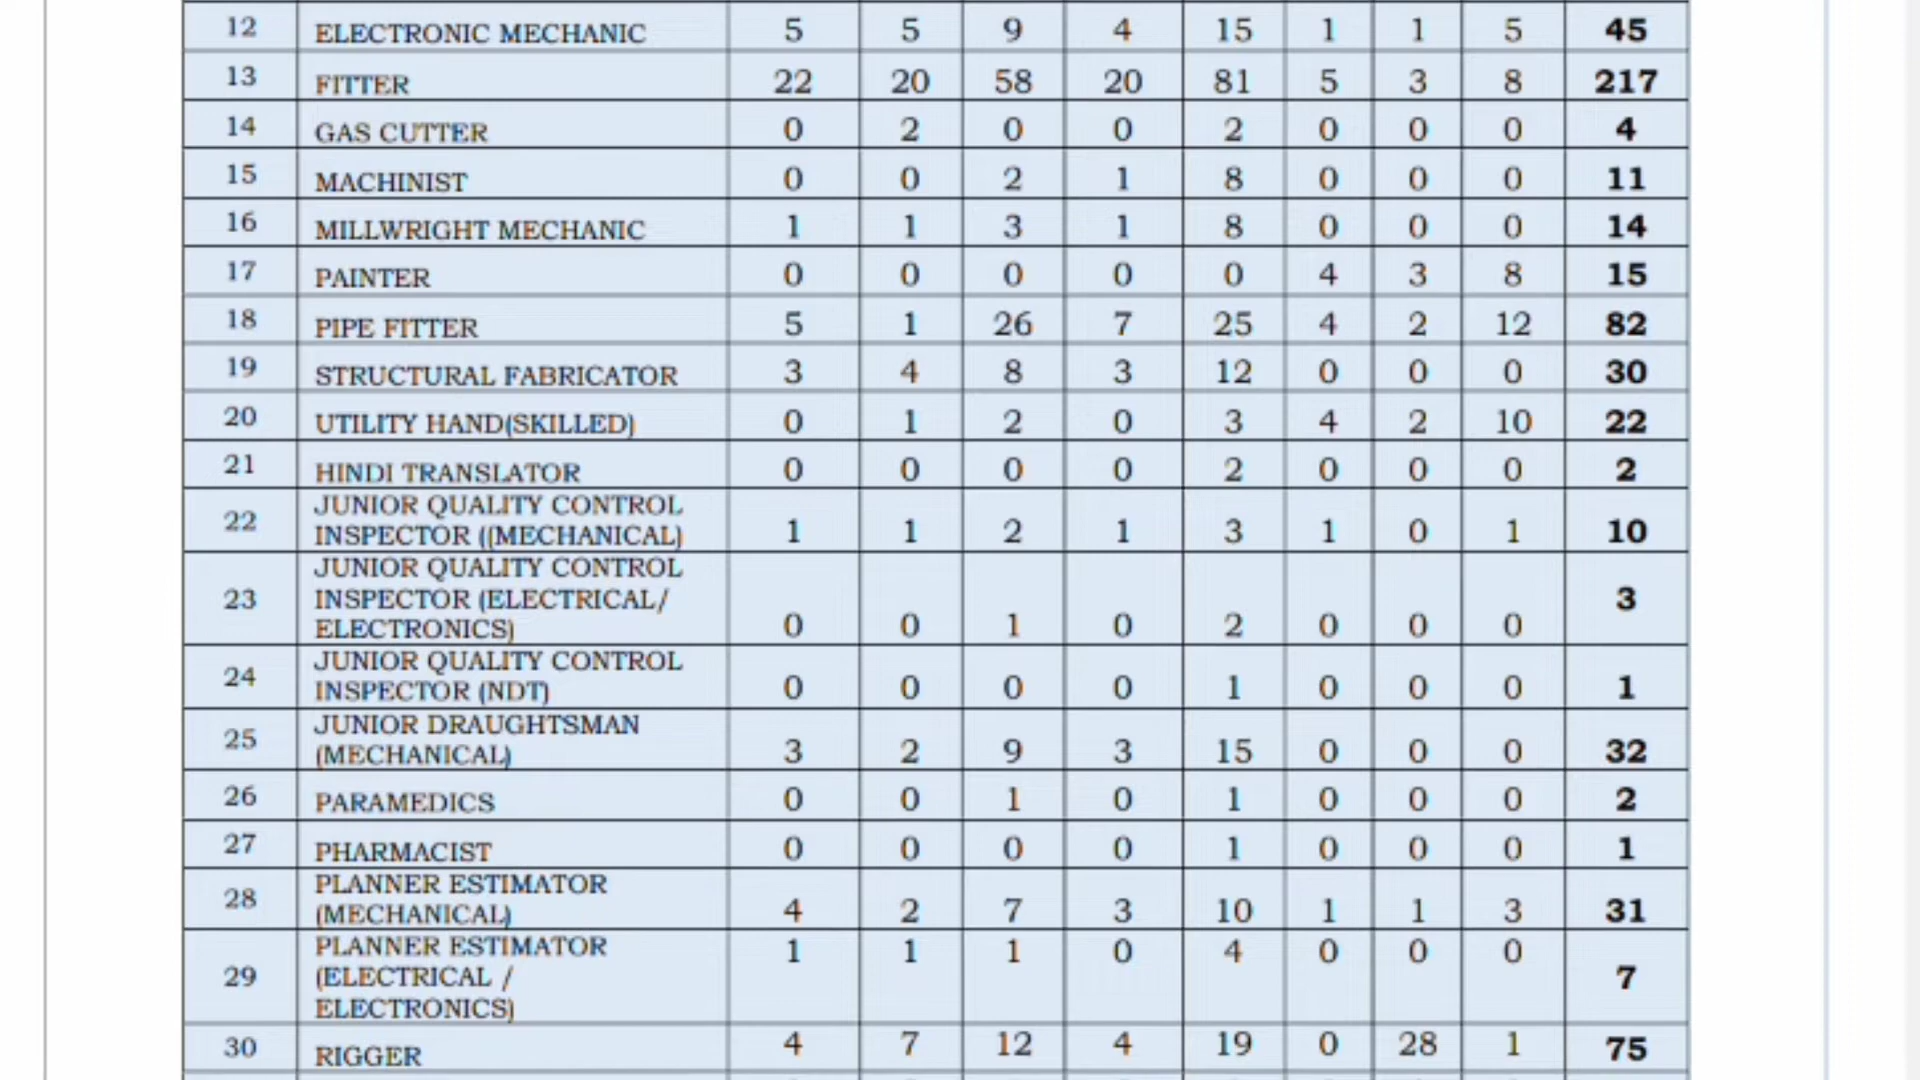 12 ELECTRONIC MECHANIC 5 5 9 4 15 1 1 5 45
13 FITTER 22 20 58 20 81 5 3 8 217
14 GAS CUTTER 0 2 0 0 2 0 0 0 4
15 MACHINIST 0 0 2 1 8 0 0 0 11
16 MILLWRIGHT MECHANIC 1 1 3 1 8 0 0 0 14
17 PAINTER 0 0 0 0 0 4 3 8 15
18 PIPE FITTER 5 1 26 7 25 4 2 12 82
19 STRUCTURAL FABRICATOR 3 4 8 3 12 0 0 0 30
20 UTILITY HAND(SKILLED) 0 1 2 0 3 4 2 10 22
21 HINDI TRANSLATOR 0 0 0 0 2 0 0 0 2
22 JUNIOR QUALITY CONTROL
INSPECTOR ((MECHANICAL) 1 1 2 1 3 1 0 1 10
23 JUNIOR QUALITY CONTROL
INSPECTOR (ELECTRICAL/
ELECTRONICS) 0 0 1 0 2 0 0 0 3
24 JUNIOR QUALITY CONTROL
INSPECTOR (NDT) 0 0 0 0 1 0 0 0 1
25 JUNIOR DRAUGHTSMAN
(MECHANICAL) 3 2 9 3 15 0 0 0 32
26 PARAMEDICS 0 0 1 0 1 0 0 0 2
27 PHARMACIST 0 0 0 0 1 0 0 0 1
28 PLANNER ESTIMATOR
(MECHANICAL) 4 2 7 3 10 1 1 3 31
29 PLANNER ESTIMATOR 1 1 1 0 4 0 0 0 7
(ELECTRICAL /
ELECTRONICS)
30 RIGGER 4 7 12 4 19 0 28 1 75